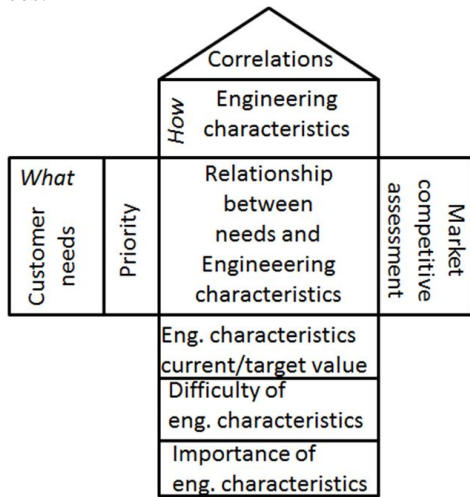 Correlations
How
Engineering
characteristics
What
Customer
needs
Priority
Relationship
between
needs and
Engineeering
characteristics
Market
competitive
assessment
Eng. characteristics
current/target value
Difficulty of
eng. characteristics
Importance of
eng. characteristics